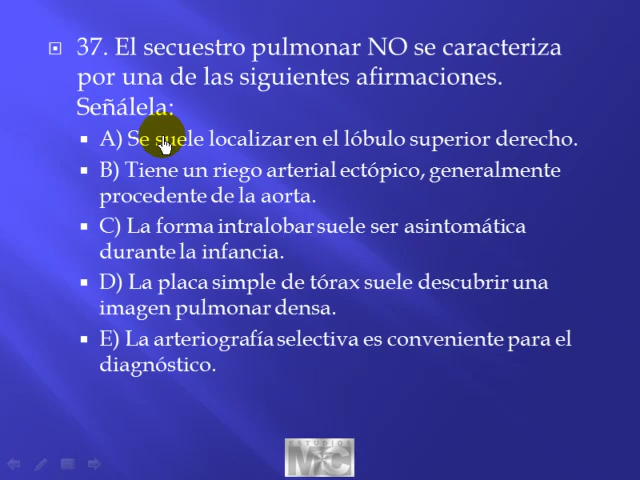 37. El secuestro pulmonar NO se caracteriza
por una de las siguientes afirmaciones.
Señálela:
A) Se suele localizar en el lóbulo superior derecho.
B) Tiene un riego arterial ectópico, generalmente
procedente de la aorta.
C) La forma intralobar suele ser asintomática
durante la infancia.
D) La placa simple de tórax suele descubrir una
imagen pulmonar densa.
E) La arteriografía selectiva es conveniente para el
diagnóstico.
ESTUDIOS
MC